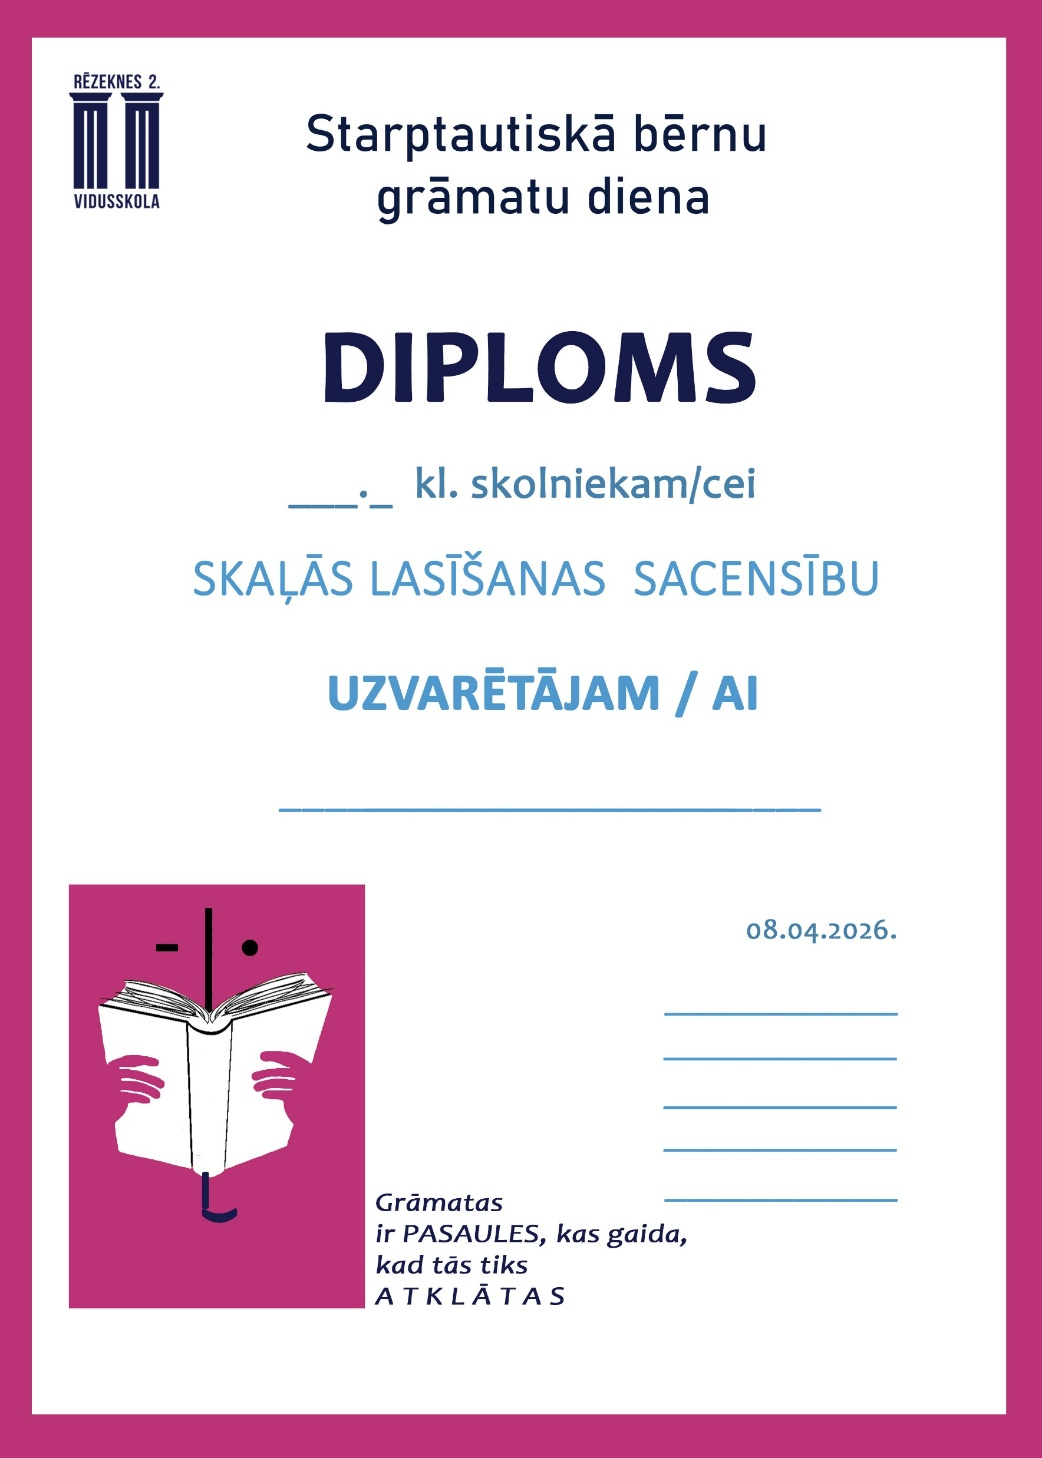 RĒZEKNES 2.
VIDUSSKOLA
Starptautiskā bērnu
grāmatu diena
DIPLOMS
___._ kl. skolniekam/cei
SKAĻĀS LASĪŠANAS SACENSĪBU
UZVARĒTĀJAM / AI
08.04.2026.
Grāmatas
ir PASAULES, kas gaida,
kad tās tiks
A T K L Ā T A S